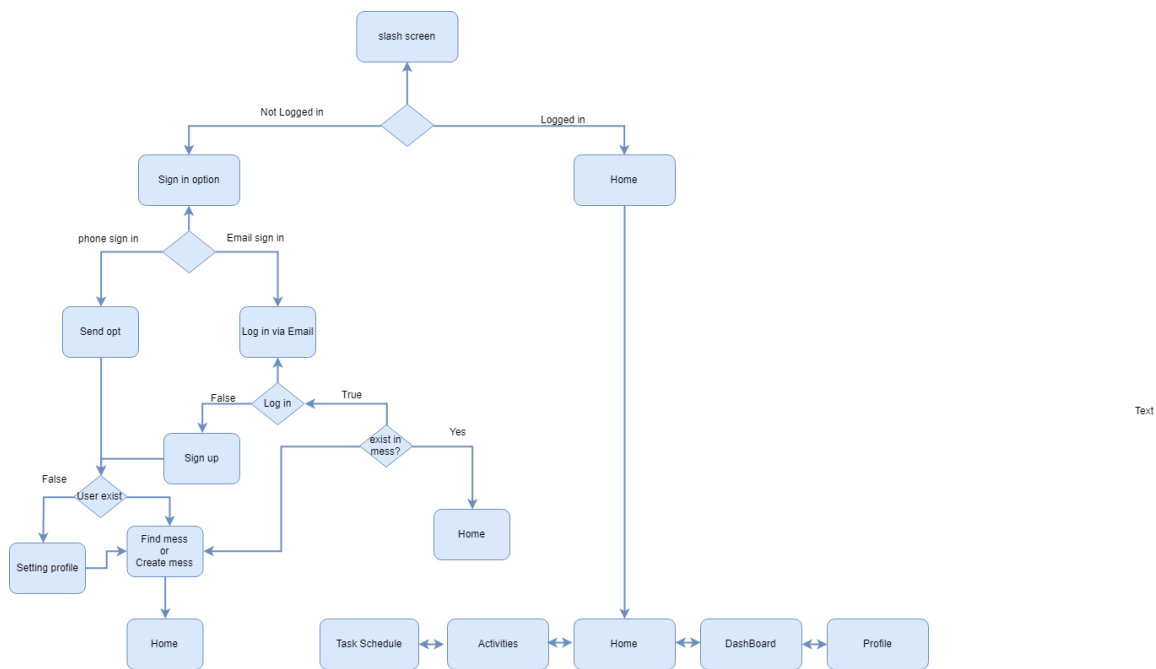 slash screen
Not Logged in
Logged in
Sign in option
Home
phone sign in
Email sign in
Send opt
Log in via Email
False
Log in
True
Text
exist in
mess?
Yes
Sign up
False
User exist
Find mess
or
Create mess
Home
Setting profile
Home
Task Schedule
Activities
Home
DashBoard
Profile